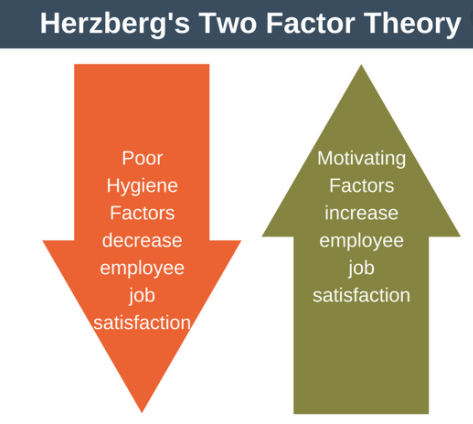 Herzberg's Two Factor Theory
Poor
Hygiene
Factors
decrease
employee
job
satisfaction
Motivating
Factors
increase
employee
job
satisfaction